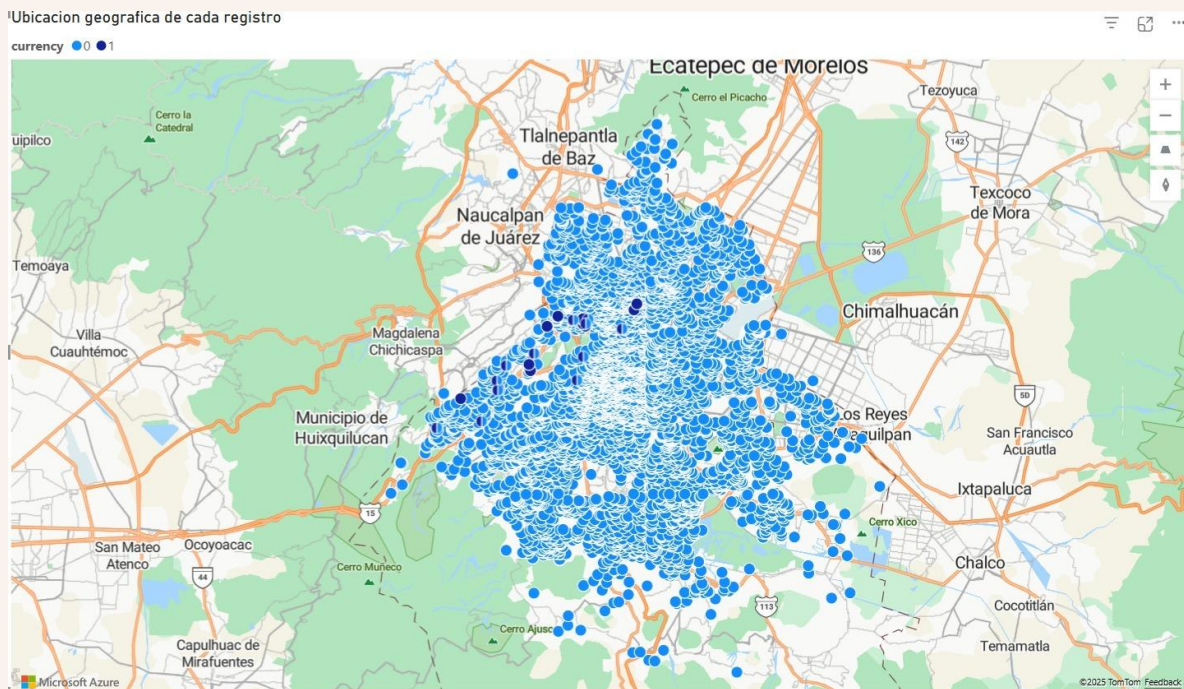 Ubicacion geografica de cada registro
currency 0 1
Ecatepec de Morelos
Cerro el Picacho
Tezoyuca
Cerro la
Catedral
uipilco
Tlalnepantla
de Baz
142
Texcoco
de Mora
Naucalpan
de Juárez
136
Temoaya
Chimalhuacán
Villa
Cuauhtémoc
Magdalena
Chichicaspa
5D
Municipio de
Huixquilucan
Los Reyes
San Francisco
Acuautla
Ixtapaluca
15
Cerro Xico
San Mateo
Atenco
Ocoyoacac
Cerro Muñeco
Chalco
44
113
Cocotitlán
Cerro Ajusc
Capulhuac de
Mirafuentes
Temamatla
Microsoft Azure
©2025 TomTom Feedback